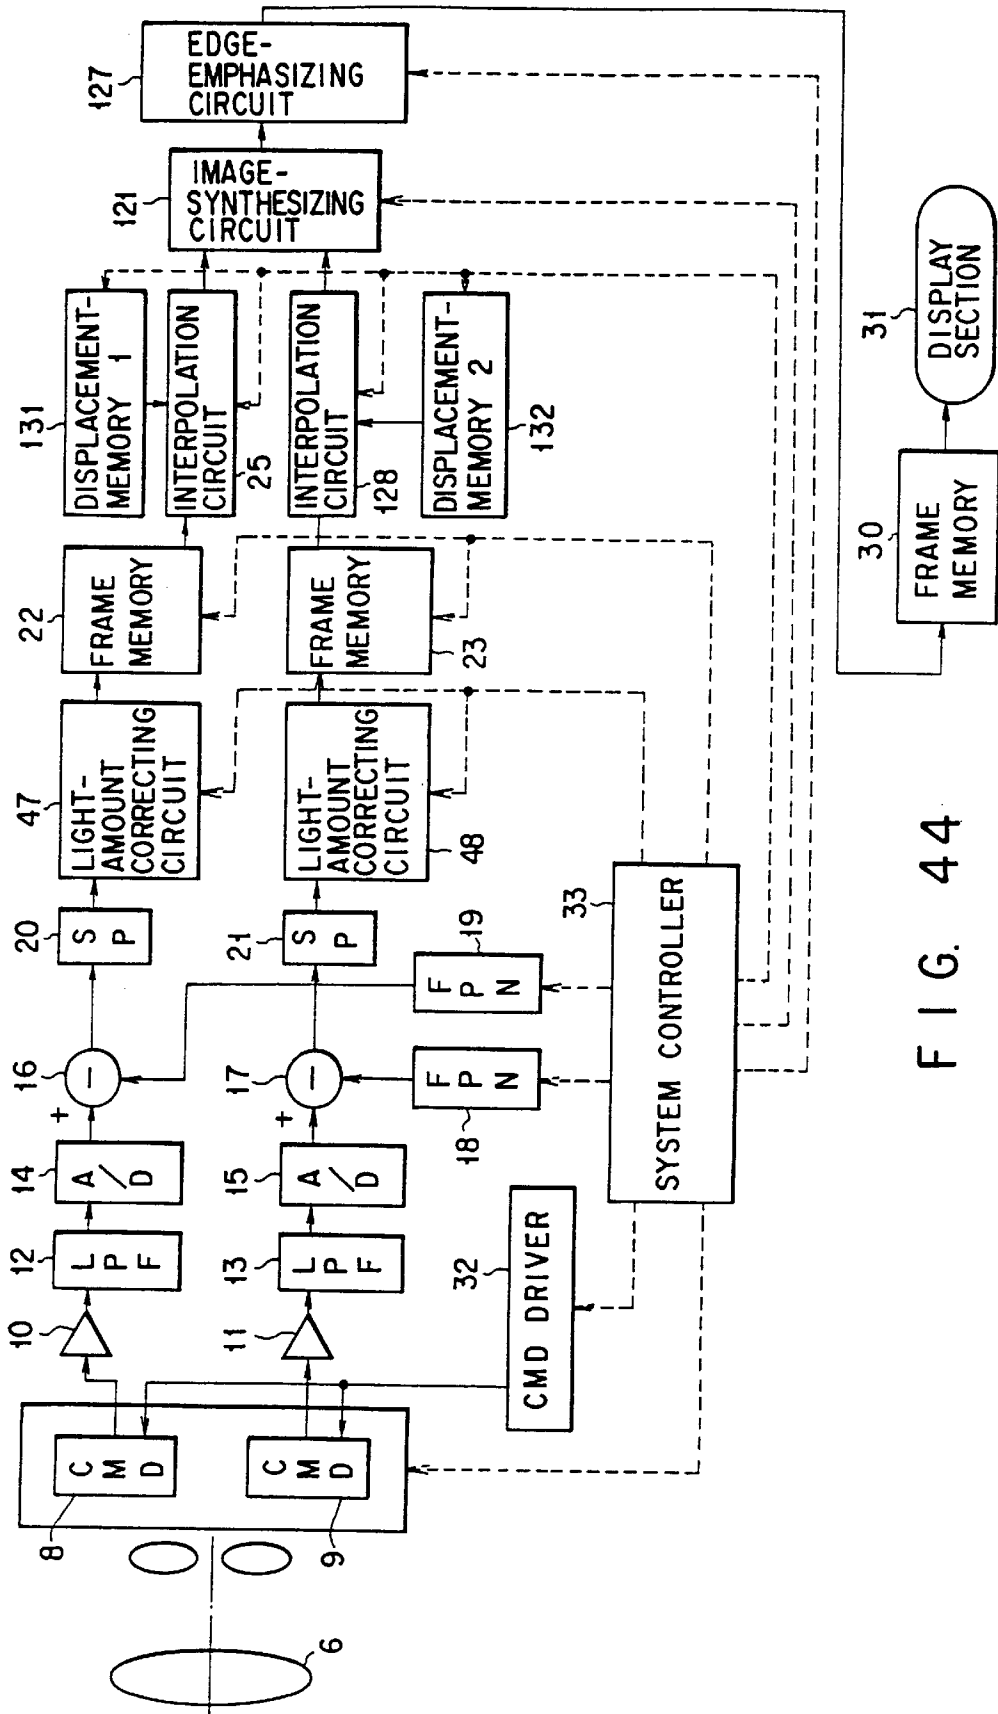 6
8
C
M
D
9
C
M
D
10
11
12
L
P
F
13
L
P
F
14
A
/
D
15
A
/
D
16
+
−
17
+
−
18
F
P
N
19
F
P
N
20
S
P
21
S
P
47
LIGHT-
AMOUNT
CORRECTING
CIRCUIT
48
LIGHT-
AMOUNT
CORRECTING
CIRCUIT
22
FRAME
MEMORY
23
FRAME
MEMORY
131
DISPLACEMENT-
MEMORY 1
INTERPOLATION
CIRCUIT
25
INTERPOLATION
CIRCUIT
128
DISPLACEMENT-
MEMORY 2
132
121
IMAGE-
SYNTHESIZING
CIRCUIT
127
EDGE-
EMPHASIZING
CIRCUIT
32
CMD DRIVER
33
SYSTEM CONTROLLER
30
FRAME
MEMORY
31
DISPLAY
SECTION
FIG. 44